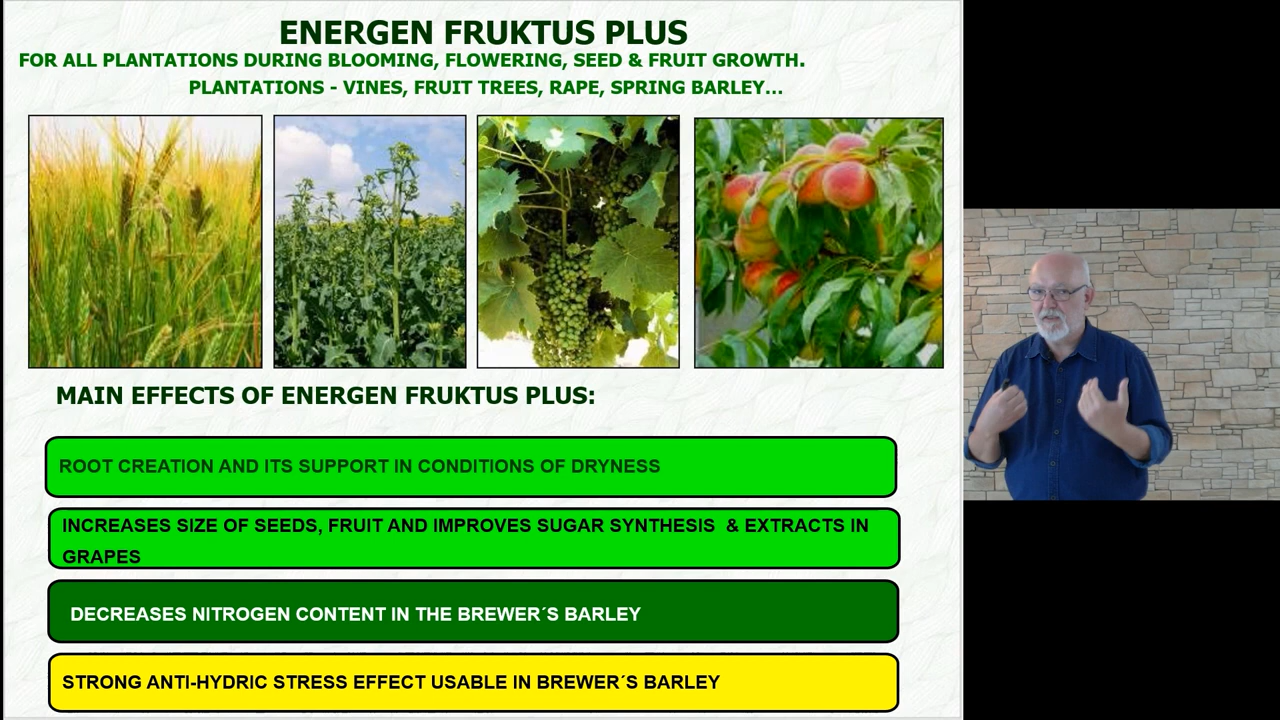 ENERGEN FRUKTUS PLUS
FOR ALL PLANTATIONS DURING BLOOMING, FLOWERING, SEED & FRUIT GROWTH.
PLANTATIONS - VINES, FRUIT TREES, RAPE, SPRING BARLEY...
MAIN EFFECTS OF ENERGEN FRUKTUS PLUS:
ROOT CREATION AND ITS SUPPORT IN CONDITIONS OF DRYNESS
INCREASES SIZE OF SEEDS, FRUIT AND IMPROVES SUGAR SYNTHESIS & EXTRACTS IN
GRAPES
DECREASES NITROGEN CONTENT IN THE BREWER´S BARLEY
STRONG ANTI-HYDRIC STRESS EFFECT USABLE IN BREWER´S BARLEY